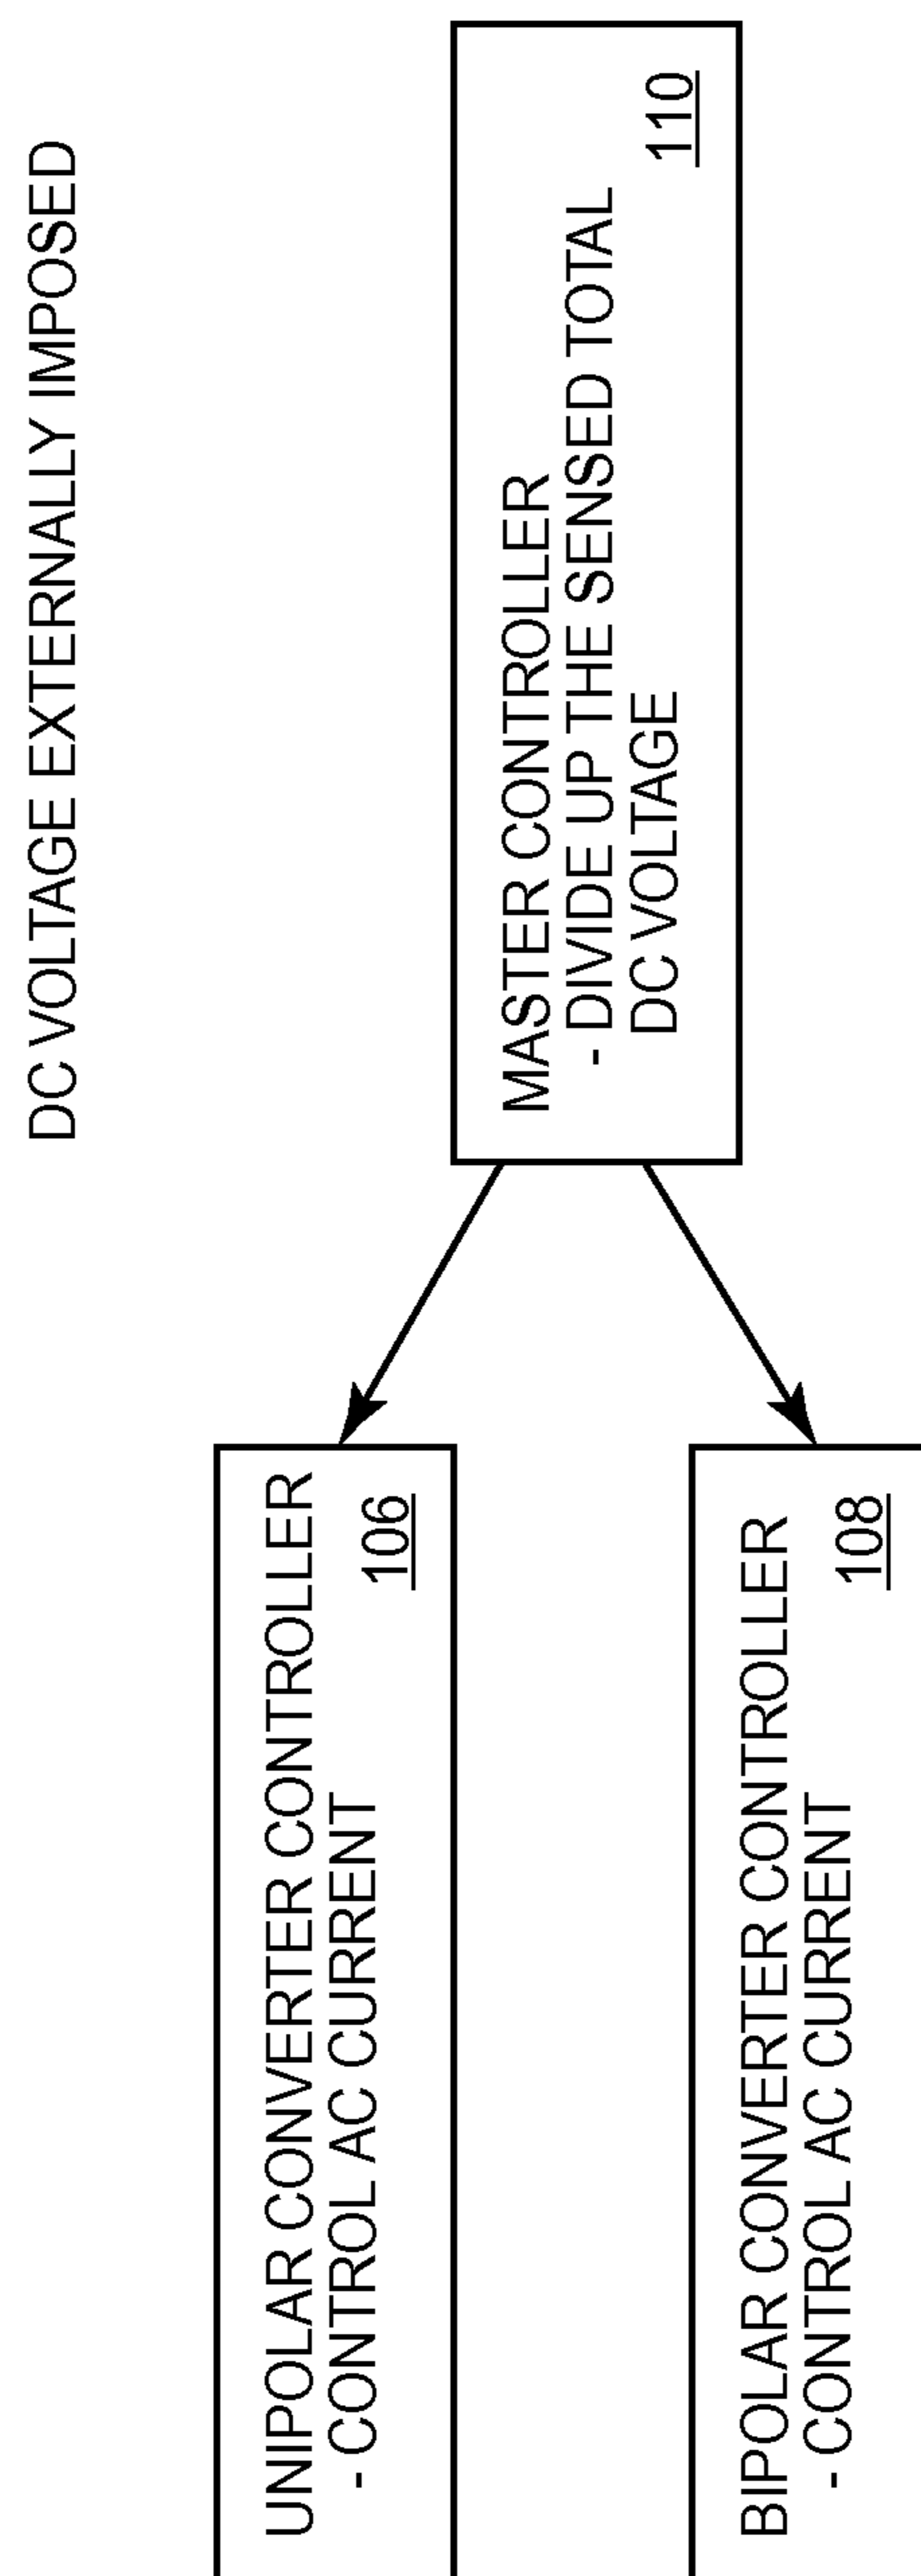 DC VOLTAGE EXTERNALLY IMPOSED
MASTER CONTROLLER
- DIVIDE UP THE SENSED TOTAL
DC VOLTAGE
110
UNIPOLAR CONVERTER CONTROLLER
- CONTROL AC CURRENT
106
BIPOLAR CONVERTER CONTROLLER
- CONTROL AC CURRENT
108